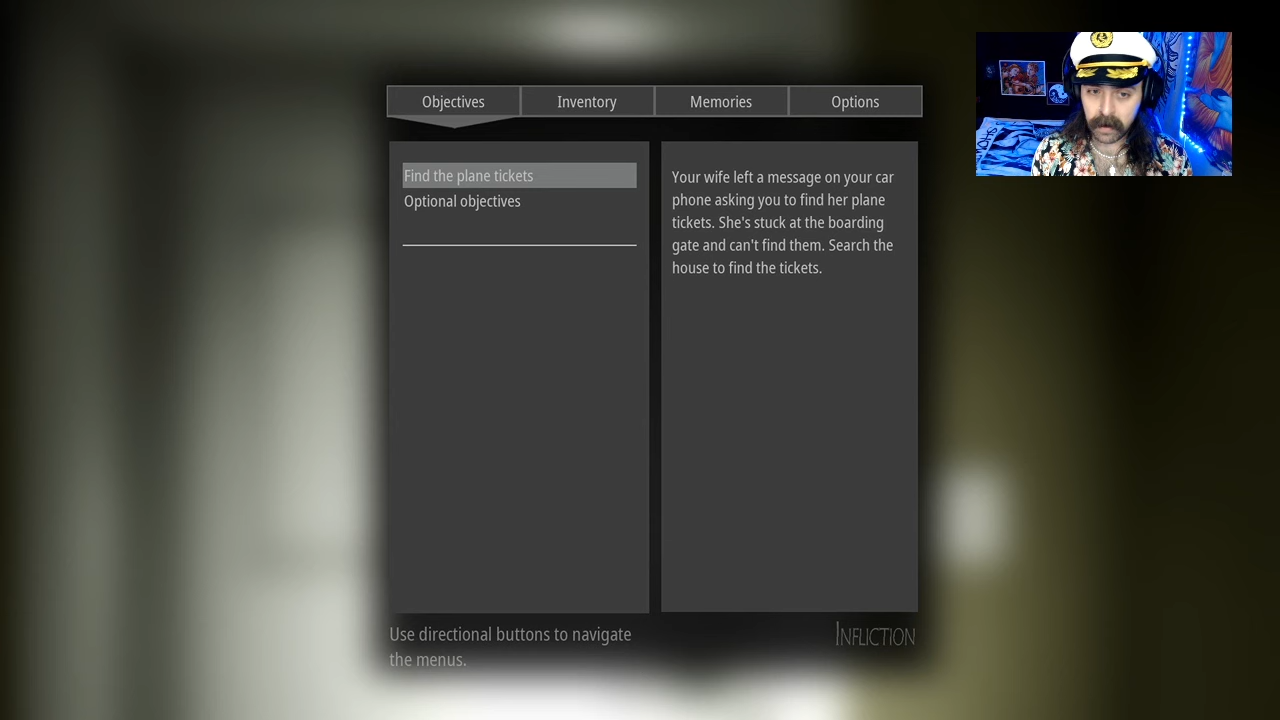 Objectives
Inventory
Memories
Options
Find the plane tickets
Optional objectives
Your wife left a message on your car
phone asking you to find her plane
tickets. She's stuck at the boarding
gate and can't find them. Search the
house to find the tickets.
Use directional buttons to navigate
the menus.
INFLICTION